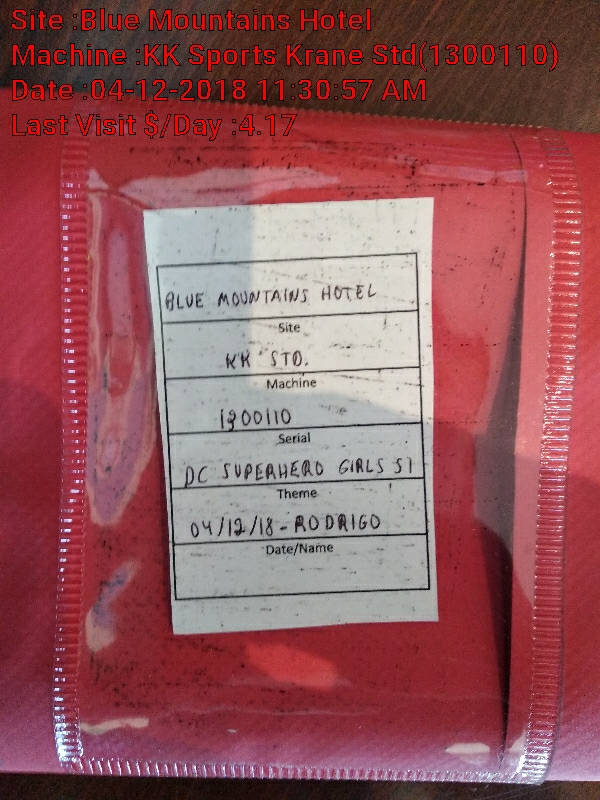 Site :Blue Mountains Hotel
Machine :KK Sports Krane Std(1300110)
Date :04-12-2018 11:30:57 AM
Last Visit $/Day :4.17
BLUE MOUNTAINS HOTEL
Site
KK STD.
Machine
1300110
Serial
DC SUPERHERO GIRLS S1
Theme
04/12/18-RODRIGO
Date/Name